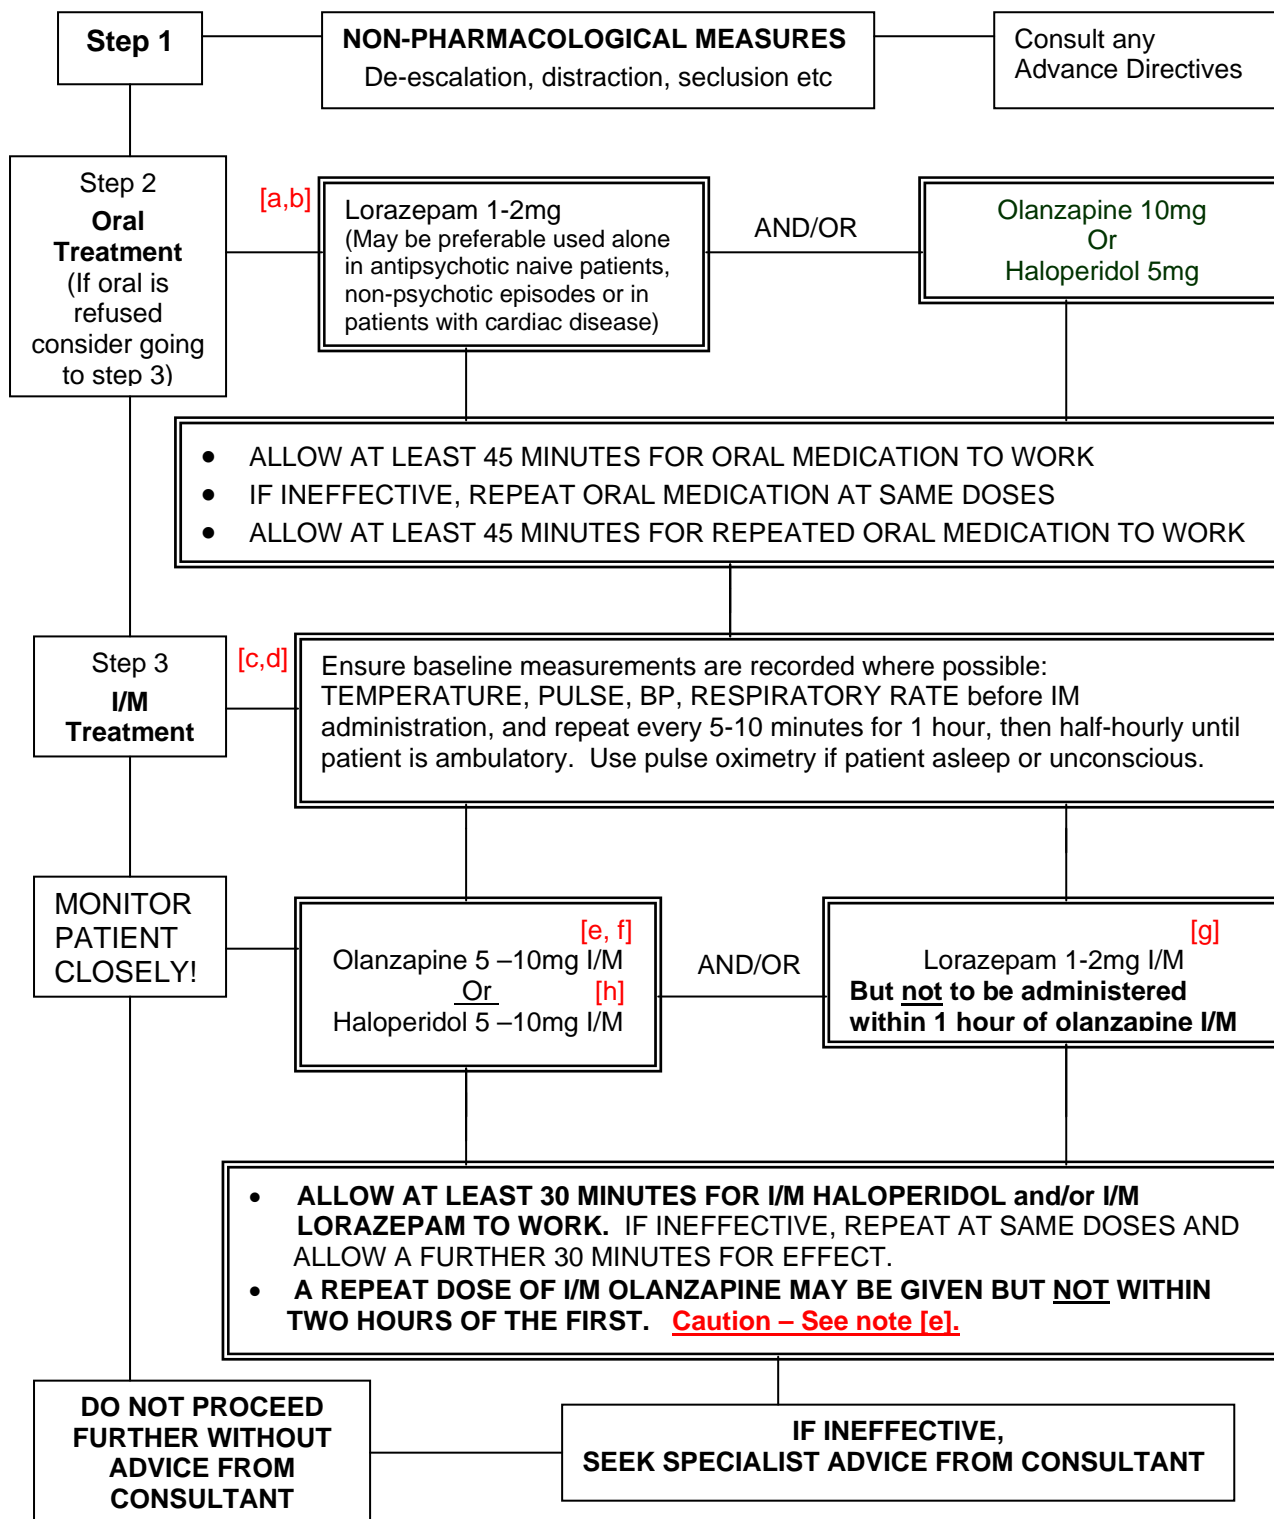 Step 1
NON-PHARMACOLOGICAL MEASURES
De-escalation, distraction, seclusion etc
Consult any
Advance Directives
Step 2
Oral
Treatment
(If oral is
refused
consider going
to step 3)
[a,b]
Lorazepam 1-2mg
(May be preferable used alone
in antipsychotic naive patients,
non-psychotic episodes or in
patients with cardiac disease)
AND/OR
Olanzapine 10mg
Or
Haloperidol 5mg
• ALLOW AT LEAST 45 MINUTES FOR ORAL MEDICATION TO WORK
• IF INEFFECTIVE, REPEAT ORAL MEDICATION AT SAME DOSES
• ALLOW AT LEAST 45 MINUTES FOR REPEATED ORAL MEDICATION TO WORK
Step 3
I/M
Treatment
[c,d]
Ensure baseline measurements are recorded where possible:
TEMPERATURE, PULSE, BP, RESPIRATORY RATE before IM
administration, and repeat every 5-10 minutes for 1 hour, then half-hourly until
patient is ambulatory. Use pulse oximetry if patient asleep or unconscious.
MONITOR
PATIENT
CLOSELY!
[e, f]
Olanzapine 5 –10mg I/M
Or [h]
Haloperidol 5 –10mg I/M
AND/OR
[g]
Lorazepam 1-2mg I/M
But not to be administered
within 1 hour of olanzapine I/M
• ALLOW AT LEAST 30 MINUTES FOR I/M HALOPERIDOL and/or I/M
LORAZEPAM TO WORK. IF INEFFECTIVE, REPEAT AT SAME DOSES AND
ALLOW A FURTHER 30 MINUTES FOR EFFECT.
• A REPEAT DOSE OF I/M OLANZAPINE MAY BE GIVEN BUT NOT WITHIN
TWO HOURS OF THE FIRST. Caution – See note [e].
DO NOT PROCEED
FURTHER WITHOUT
ADVICE FROM
CONSULTANT
IF INEFFECTIVE,
SEEK SPECIALIST ADVICE FROM CONSULTANT